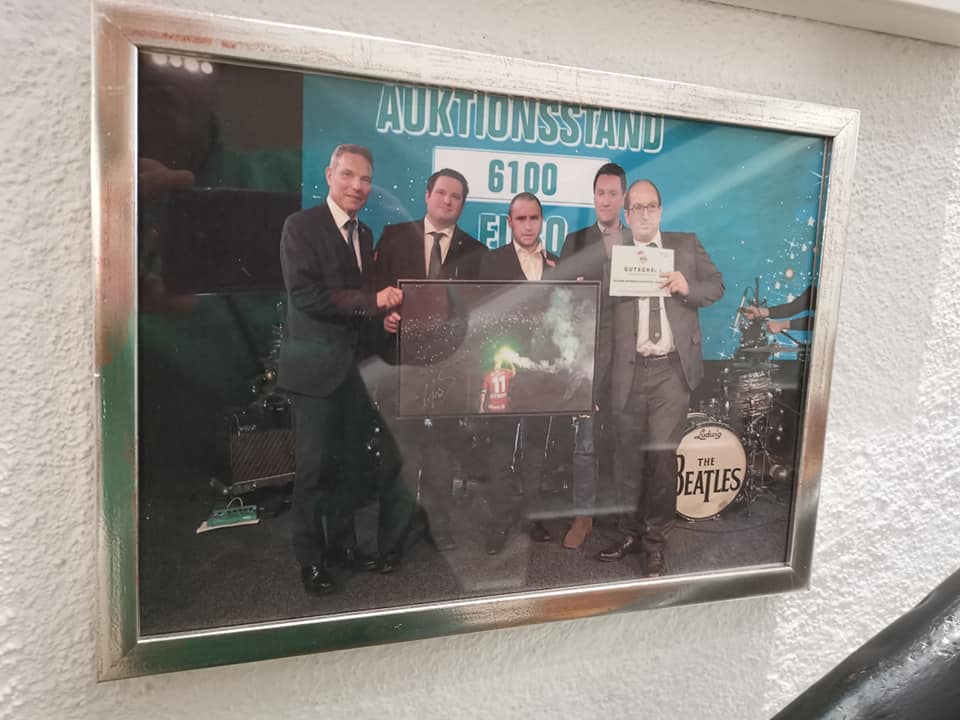 AUKTIONSSTAND
6100
EURO
GUTSCHEIN
11
Ludwig
THE
BEATLES